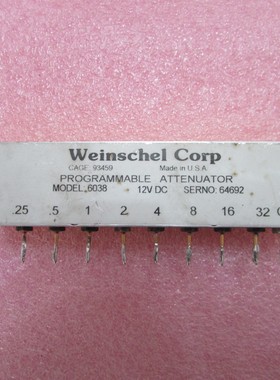 Weinschel Corp
CAGE 93459 Made in U.S.A.
PROGRAMMABLE ATTENUATOR
MODEL 6038 12V DC SERNO: 64692
.25 .5 1 2 4 8 16 32